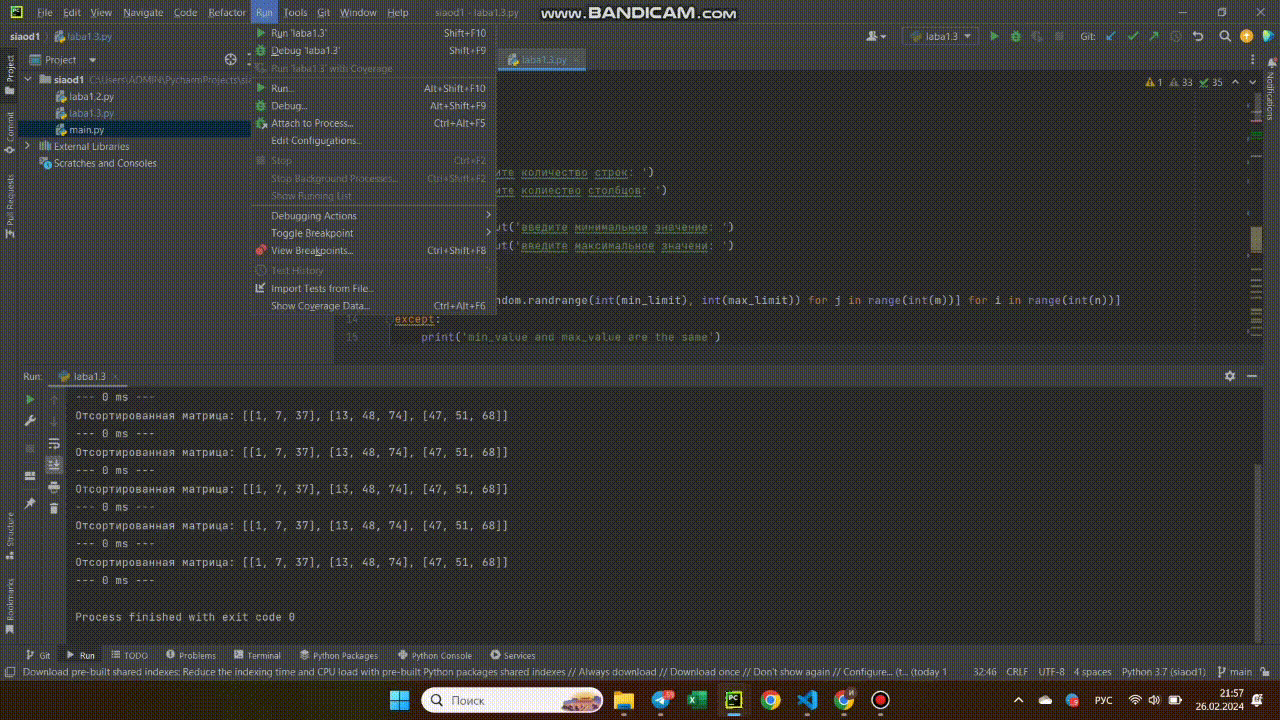 File Edit View Navigate Code Refactor Run Tools Git Window Help siaod1 - laba1.3.py
www.BANDICAM.com
siaod1 laba1.3.py
laba1.3 Git:
Project
laba1.3.py
siaod1 C:\Users\ADMIN\PycharmProjects\sia
laba1,2.py
laba1.3.py
main.py
External Libraries
Scratches and Consoles
Project
Commit
Pull Requests
Structure
Bookmarks
Notifications
Run 'laba1.3' Shift+F10
Debug 'laba1.3' Shift+F9
Run 'laba1.3' with Coverage
Run... Alt+Shift+F10
Debug... Alt+Shift+F9
Attach to Process... Ctrl+Alt+F5
Edit Configurations...
Stop Ctrl+F2
Stop Background Processes... Ctrl+Shift+F2
Show Running List
Debugging Actions
Toggle Breakpoint
View Breakpoints... Ctrl+Shift+F8
Test History
Import Tests from File...
Show Coverage Data... Ctrl+Alt+F6
1 33 35
ите количество строк: ')
ите колиество столбцов: ')
ut('введите минимальное значение: ')
ut('введите максимальное значени: ')
ndom.randrange(int(min_limit), int(max_limit)) for j in range(int(m))] for i in range(int(n))]
14 except:
15 print('min_value and max_value are the same')
Run: laba1.3
--- 0 ms ---
Отсортированная матрица: [[1, 7, 37], [13, 48, 74], [47, 51, 68]]
--- 0 ms ---
Отсортированная матрица: [[1, 7, 37], [13, 48, 74], [47, 51, 68]]
--- 0 ms ---
Отсортированная матрица: [[1, 7, 37], [13, 48, 74], [47, 51, 68]]
--- 0 ms ---
Отсортированная матрица: [[1, 7, 37], [13, 48, 74], [47, 51, 68]]
--- 0 ms ---
Отсортированная матрица: [[1, 7, 37], [13, 48, 74], [47, 51, 68]]
--- 0 ms ---
Process finished with exit code 0
Git Run TODO Problems Terminal Python Packages Python Console Services
Download pre-built shared indexes: Reduce the indexing time and CPU load with pre-built Python packages shared indexes // Always download // Download once // Don't show again // Configure... (t... (today 1 32:46 CRLF UTF-8 4 spaces Python 3.7 (siaod1) main
Поиск
РУС
21:57
26.02.2024